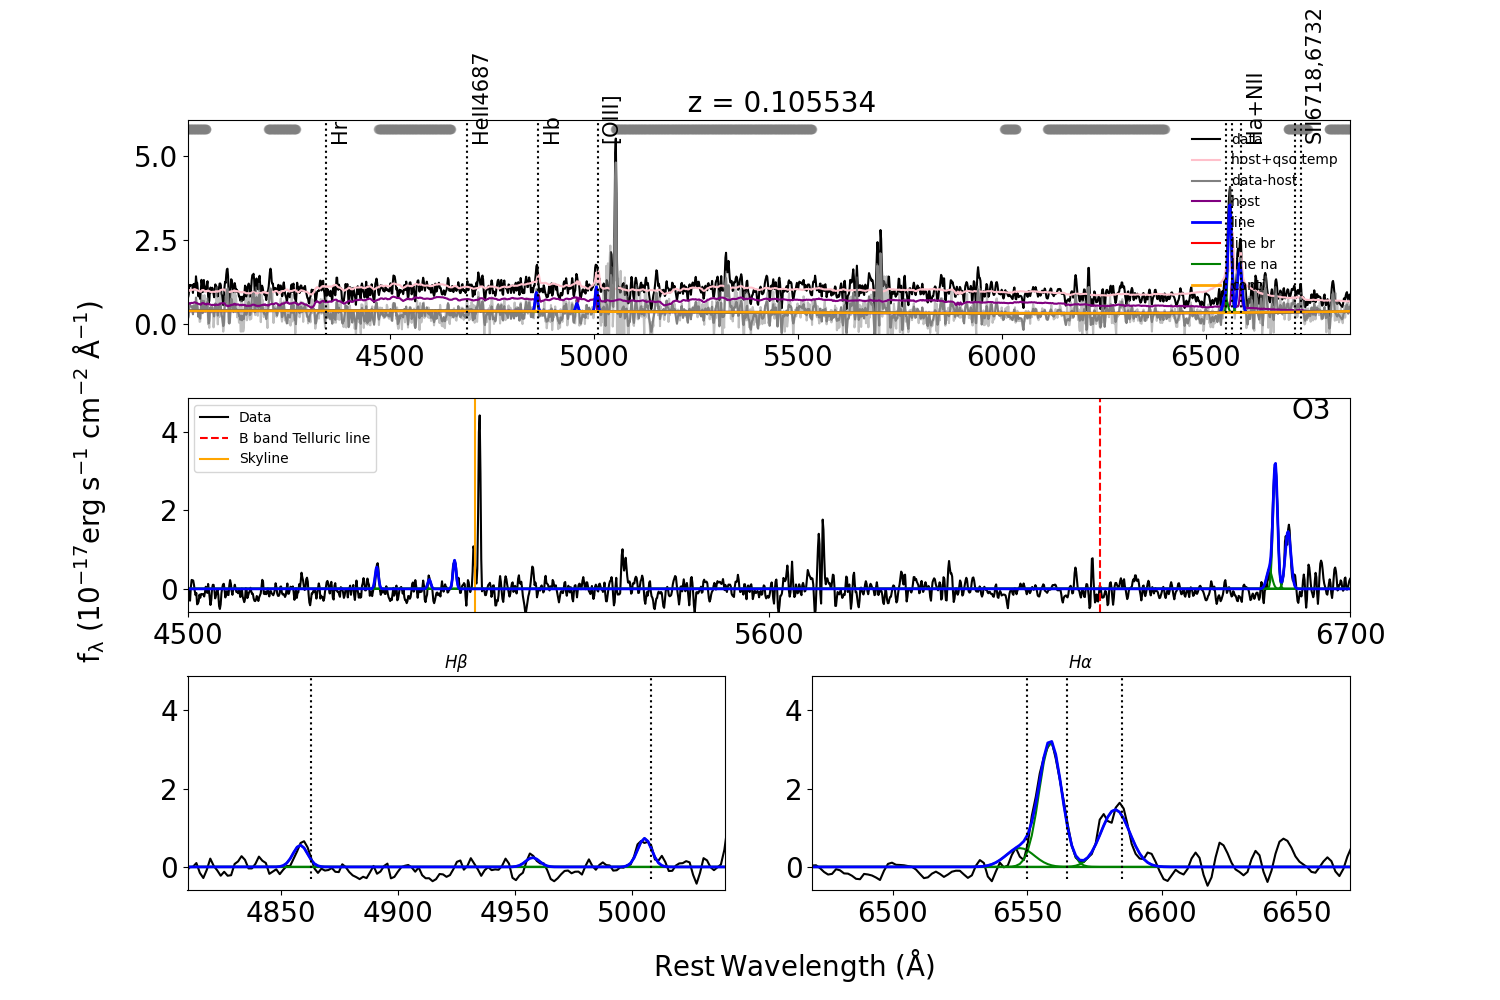 z = 0.105534
Hr
HeII4687
Hb
[OIII]
Ha+NII
SII6718,6732
5.0
2.5
0.0
data
host+qso temp
data-host
host
line
line br
line na
4500
5000
5500
6000
6500
f_λ (10^−17 erg s^−1 cm^−2 Å^−1)
4
2
0
Data
B band Telluric line
Skyline
O3
4500
5600
6700
Hβ
4
2
0
4850
4900
4950
5000
Hα
4
2
0
6500
6550
6600
6650
Rest Wavelength (Å)